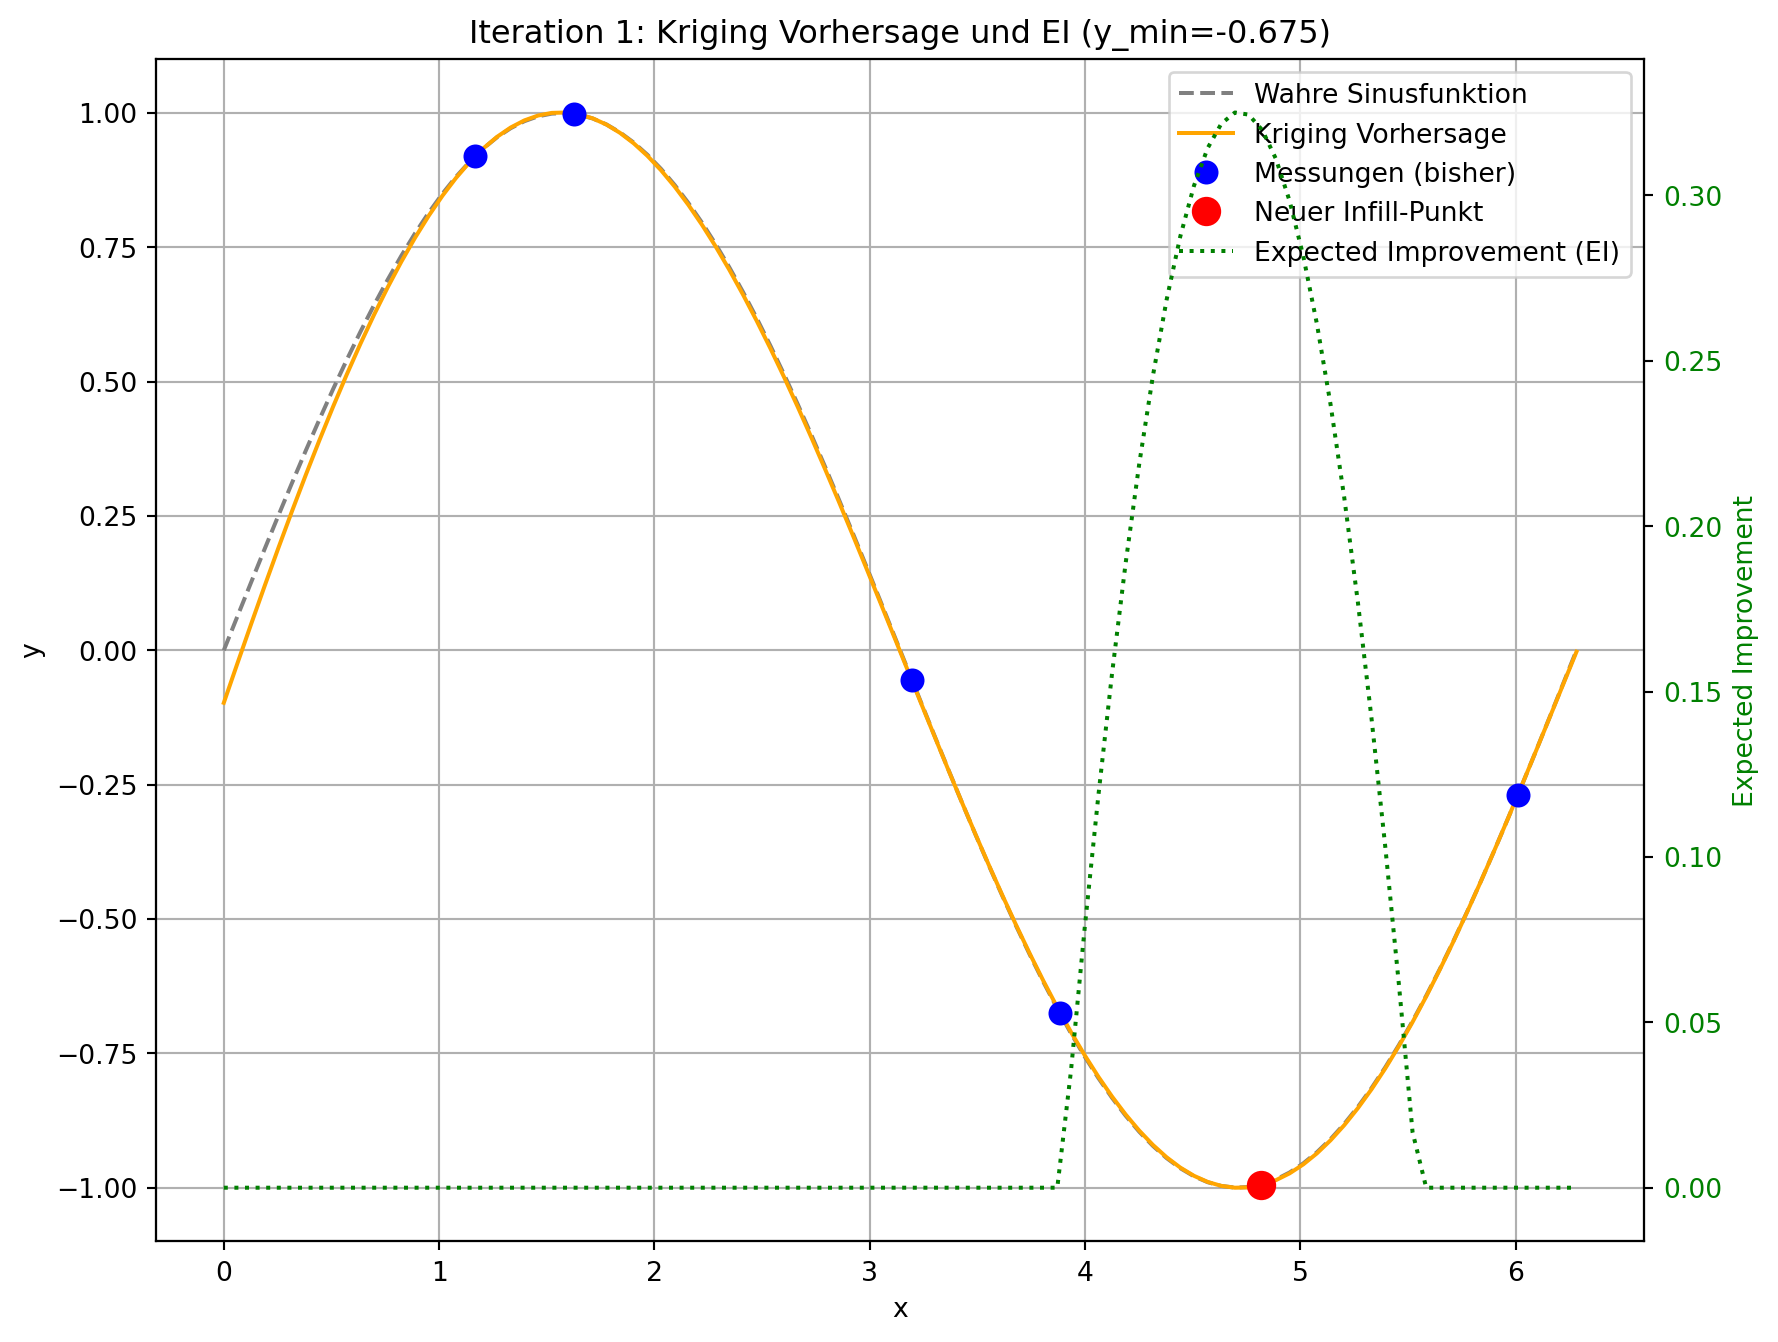 Iteration 1: Kriging Vorhersage und EI (y_min=-0.675)
Wahre Sinusfunktion
Kriging Vorhersage
Messungen (bisher)
Neuer Infill-Punkt
Expected Improvement (EI)
1.00
0.75
0.50
0.25
0.00
−0.25
−0.50
−0.75
−1.00
y
0.30
0.25
0.20
0.15
0.10
0.05
0.00
Expected Improvement
0 1 2 3 4 5 6
x